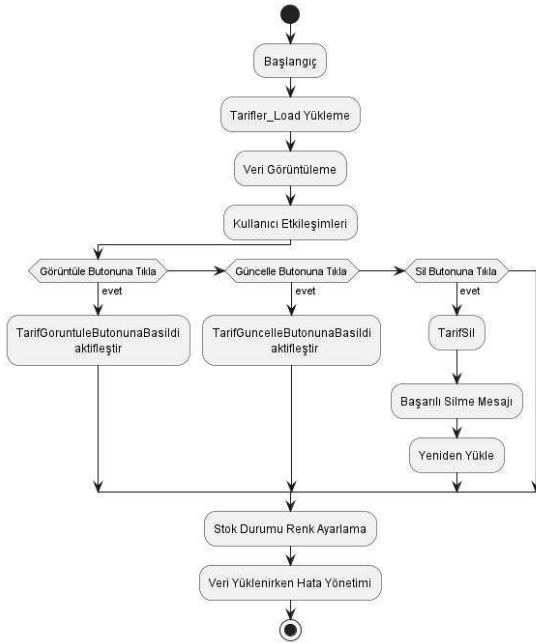 Başlangıç
Tarifler_Load Yükleme
Veri Görüntüleme
Kullanıcı Etkileşimleri
Görüntüle Butonuna Tıkla
Güncelle Butonuna Tıkla
Sil Butonuna Tıkla
evet
evet
evet
TarifGoruntuleButonunaBasildi
aktifleştir
TarifGuncelleButonunaBasildi
aktifleştir
TarifSil
Başarılı Silme Mesajı
Yeniden Yükle
Stok Durumu Renk Ayarlama
Veri Yüklenirken Hata Yönetimi